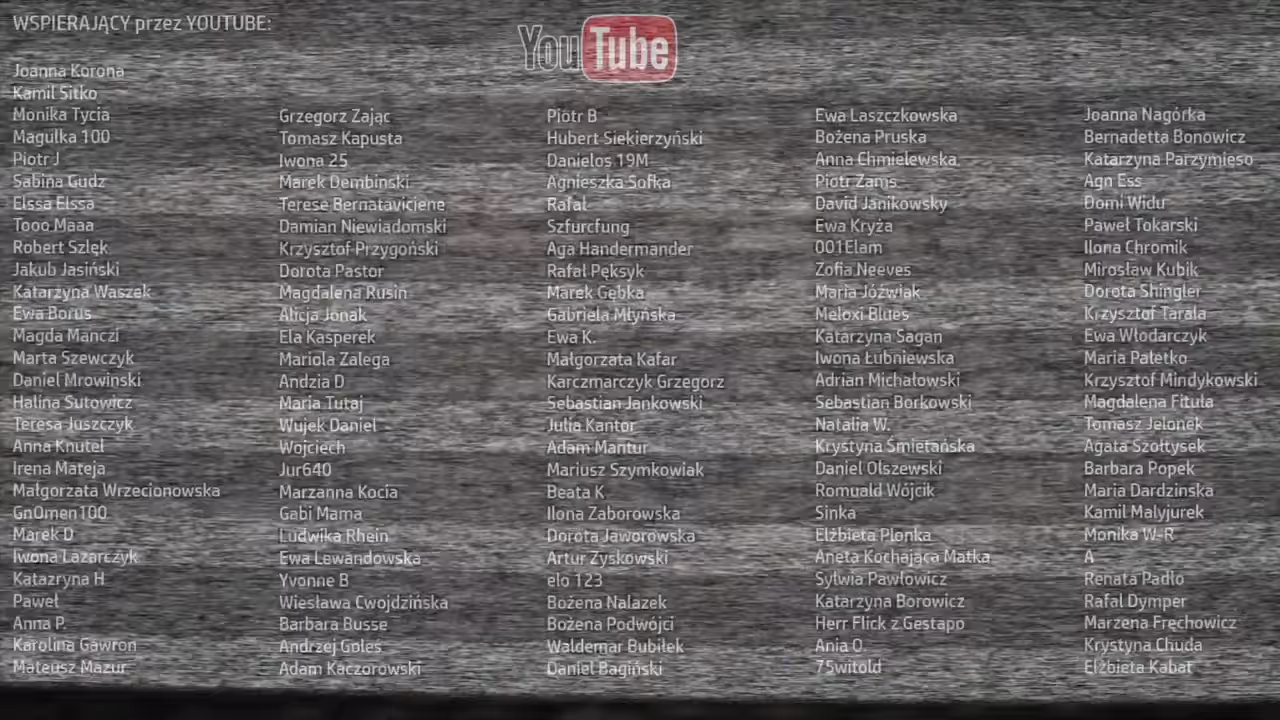 WSPIERAJĄCY przez YOUTUBE:
YouTube
Joanna Korona
Kamil Sitko
Monika Tycia
Magulka 100
Piotr J
Sabina Gudz
Elssa Elssa
Tooo Maaa
Robert Szlęk
Jakub Jasiński
Katarzyna Waszek
Ewa Borus
Magda Manczi
Marta Szewczyk
Daniel Mrowinski
Halina Sutowicz
Teresa Juszczyk
Anna Knutel
Irena Mateja
Małgorzata Wrzecionowska
GnOmen100
Marek D
Iwona Lazarczyk
Katazryna H
Paweł
Anna P.
Karolina Gawron
Mateusz Mazur
Grzegorz Zając
Tomasz Kapusta
Iwona 25
Marek Dembinski
Terese Bernataviciene
Damian Niewiadomski
Krzysztof Przygoński
Dorota Pastor
Magdalena Rusin
Alicja Jonak
Ela Kasperek
Mariola Zalega
Andzia D
Maria Tutaj
Wujek Daniel
Wojciech
Jur640
Marzanna Kocia
Gabi Mama
Ludwika Rhein
Ewa Lewandowska
Yvonne B
Wiesława Cwojdzińska
Barbara Busse
Andrzej Goles
Adam Kaczorowski
Piotr B
Hubert Siekierzyński
Danielos 19M
Agnieszka Sofka
Rafał
Szfurcfung
Aga Handermander
Rafał Pęksyk
Marek Gębka
Gabriela Młyńska
Ewa K.
Małgorzata Kafar
Karczmarczyk Grzegorz
Sebastian Jankowski
Julia Kantor
Adam Mantur
Mariusz Szymkowiak
Beata K
Ilona Zaborowska
Dorota Jaworowska
Artur Zyskowski
elo 123
Bożena Nalazek
Bożena Podwójci
Waldemar Bubiłek
Daniel Bagiński
Ewa Laszczkowska
Bożena Pruska
Anna Chmielewska
Piotr Zams
David Janikowsky
Ewa Kryża
001Elam
Zofia Neeves
Maria Jóźwiak
Meloxi Blues
Katarzyna Sagan
Iwona Łubniewska
Adrian Michałowski
Sebastian Borkowski
Natalia W.
Krystyna Śmietańska
Daniel Olszewski
Romuald Wójcik
Sinka
Elżbieta Plonka
Aneta Kochająca Matka
Sylwia Pawłowicz
Katarzyna Borowicz
Herr Flick z Gestapo
Ania O
75witold
Joanna Nagórka
Bernadetta Bonowicz
Katarzyna Parzymięso
Agn Ess
Domi Widu
Paweł Tokarski
Ilona Chromik
Mirosław Kubik
Dorota Shingler
Krzysztof Tarala
Ewa Włodarczyk
Maria Pałetko
Krzysztof Mindykowski
Magdalena Fituła
Tomasz Jelonek
Agata Szołtysek
Barbara Popek
Maria Dardzinska
Kamil Malyjurek
Monika W-R
A
Renata Padło
Rafał Dymper
Marzena Fręchowicz
Krystyna Chuda
Elżbieta Kabat